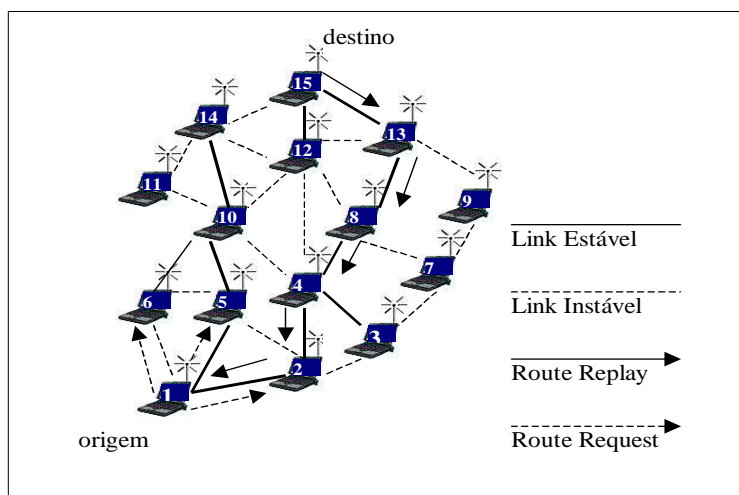 destino
15
14
13
12
11
9
10
8
7
4
6
5
3
2
1
origem
Link Estável
Link Instável
Route Replay
Route Request